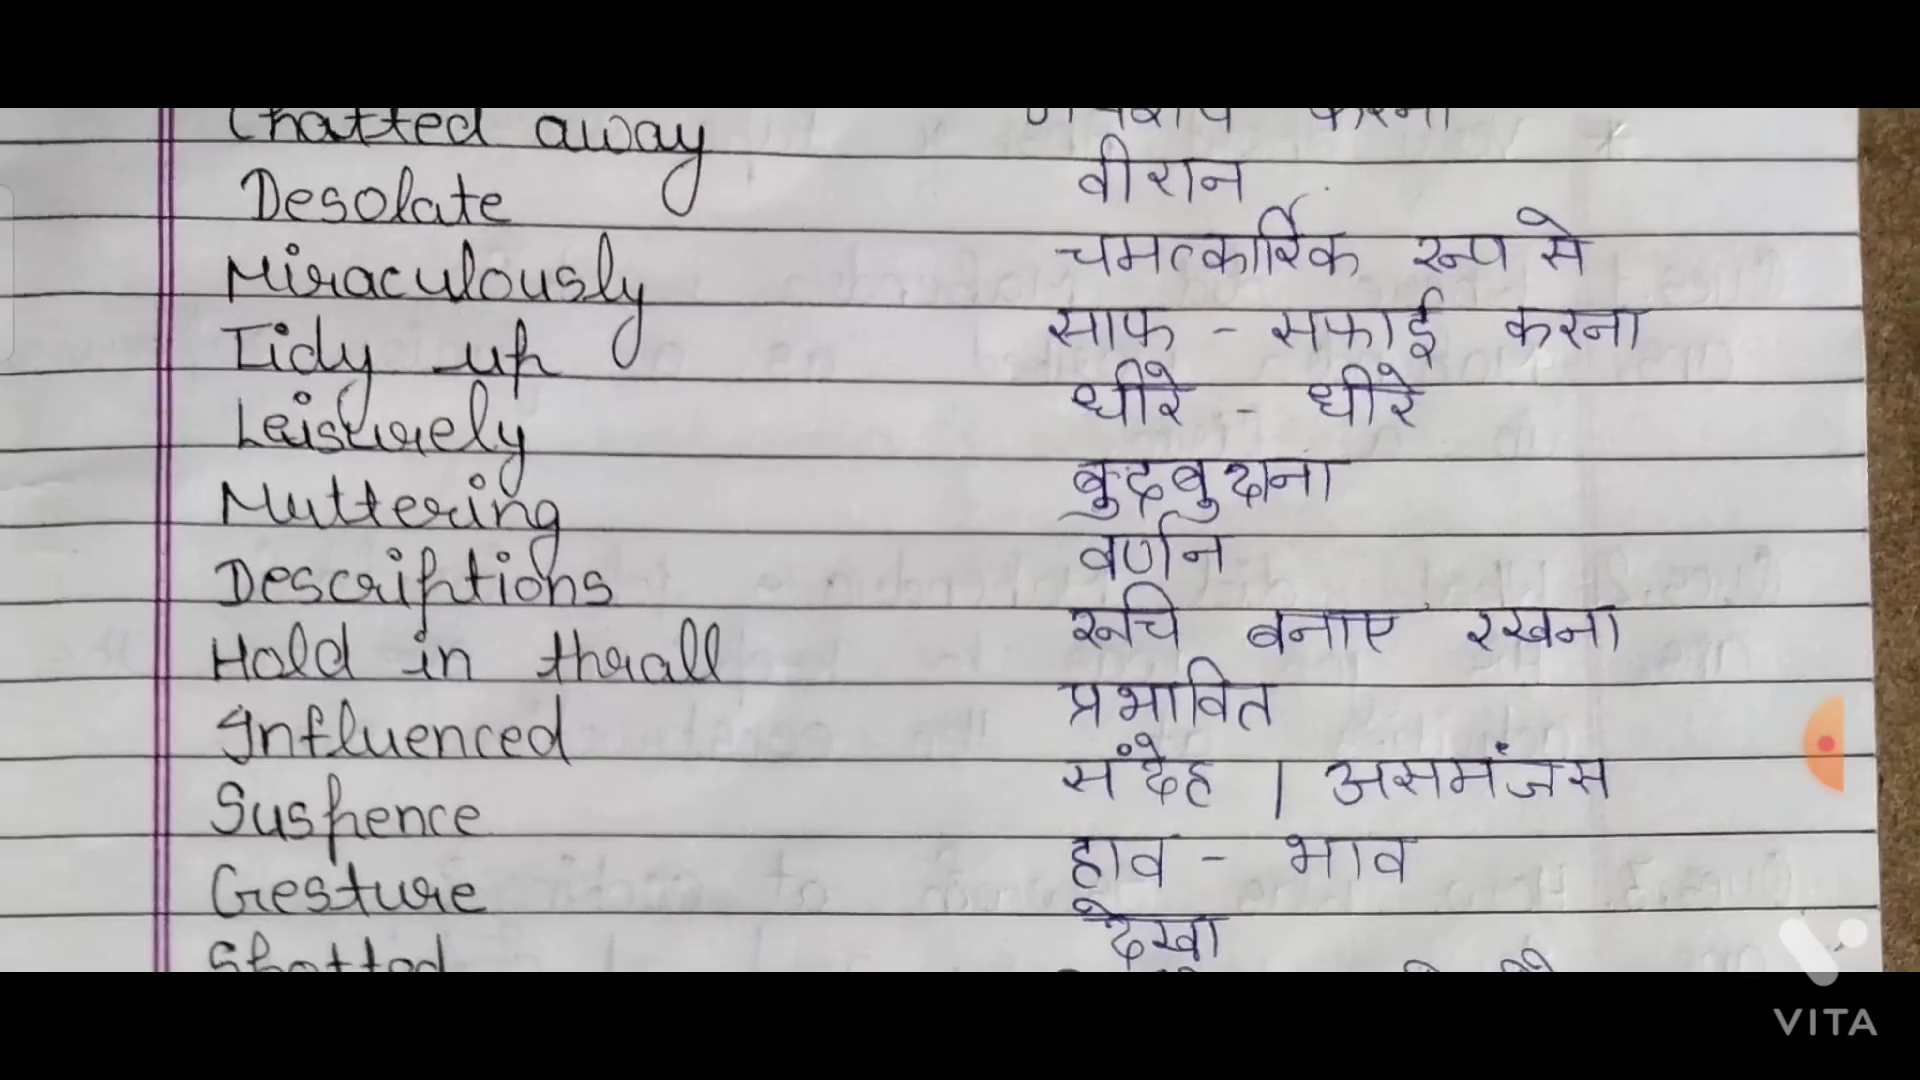 Chatted away करना
Desolate वीरान
Miraculously चमत्कारिक रूप से
Tidy up साफ - सफाई करना
Leisurely धीरे - धीरे
Muttering बुदबुदाना
Descriptions वर्णन
Hold in thrall रूचि बनाए रखना
Influenced प्रभावित
Suspence संदेह / असमंजस
Gesture हाव - भाव
देखा
VITA